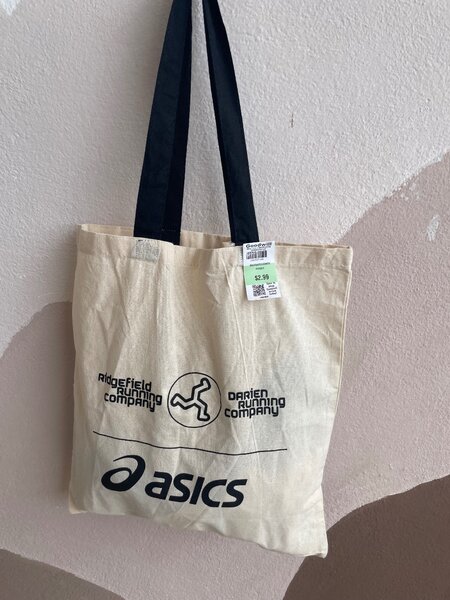 Goodwill
$2.99
Ridgefield
Running
Company
Darien
Running
Company
asics